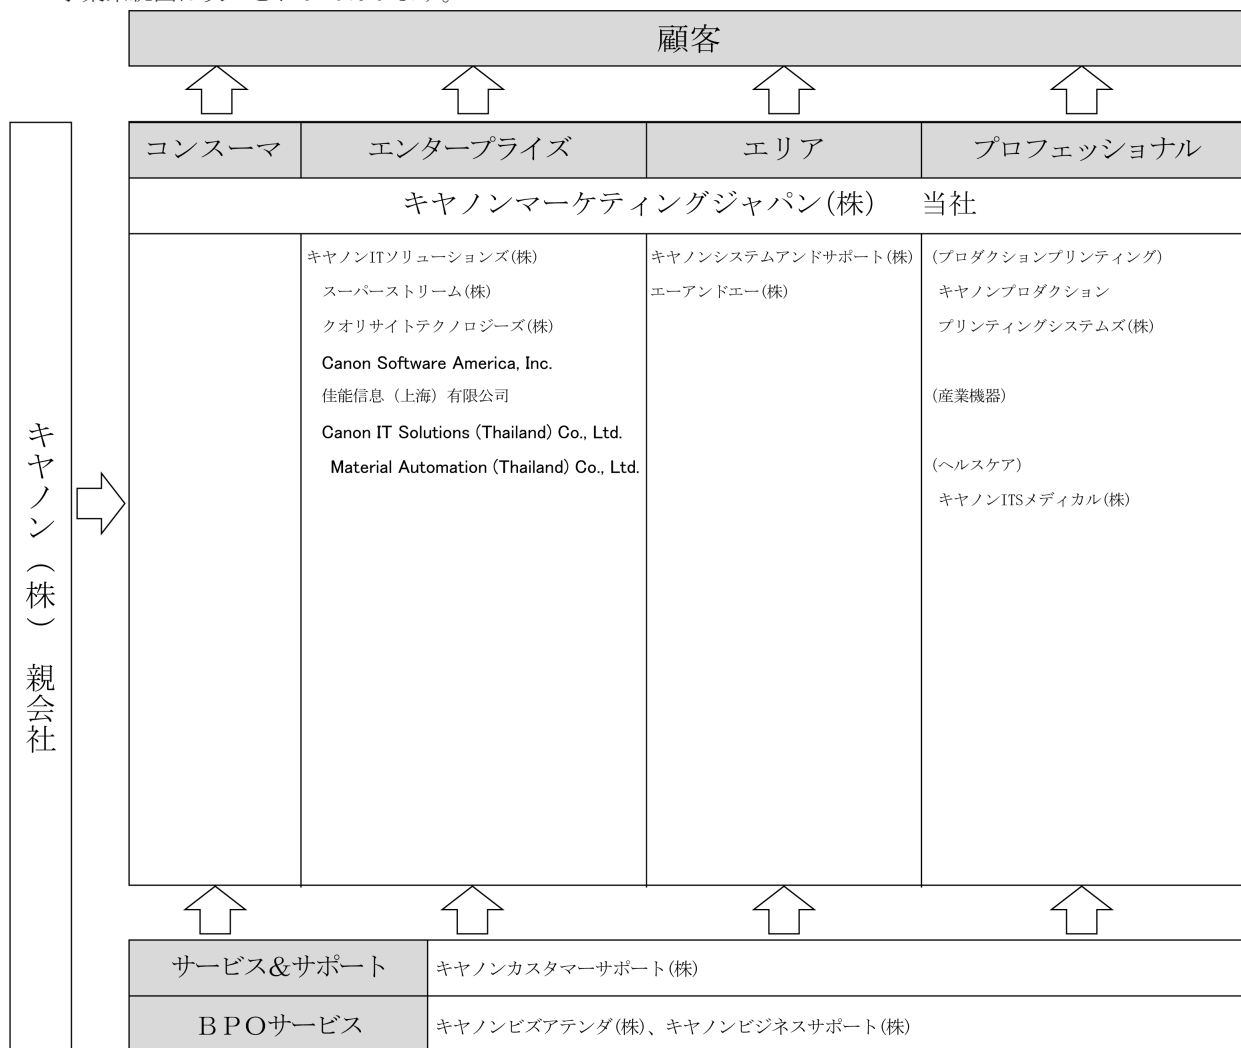 顧客
コンスーマ
エンタープライズ
エリア
プロフェッショナル
キヤノンマーケティングジャパン(株)　当社
キヤノンITソリューションズ(株)
スーパーストリーム(株)
クオリサイトテクノロジーズ(株)
Canon Software America, Inc.
佳能信息（上海）有限公司
Canon IT Solutions (Thailand) Co., Ltd.
Material Automation (Thailand) Co., Ltd.
キヤノンシステムアンドサポート(株)
エーアンドエー(株)
(プロダクションプリンティング)
キヤノンプロダクション
プリンティングシステムズ(株)
(産業機器)
(ヘルスケア)
キヤノンITSメディカル(株)
キヤノン（株）　親会社
サービス&サポート
キヤノンカスタマーサポート(株)
ＢＰＯサービス
キヤノンビズアテンダ(株)、キヤノンビジネスサポート(株)